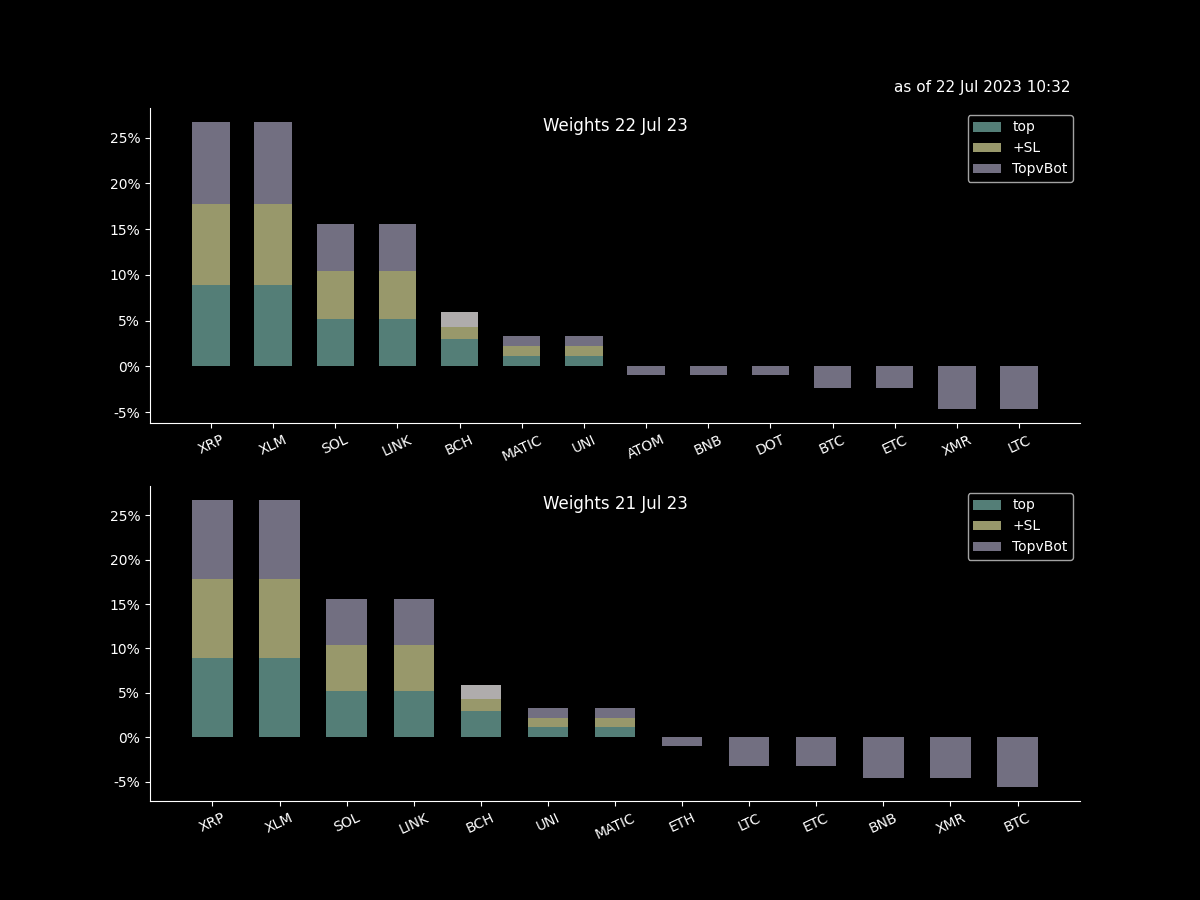 as of 22 Jul 2023 10:32
Weights 22 Jul 23
top
+SL
TopvBot
25%
20%
15%
10%
5%
0%
-5%
XRP XLM SOL LINK BCH MATIC UNI ATOM BNB DOT BTC ETC XMR LTC
Weights 21 Jul 23
top
+SL
TopvBot
25%
20%
15%
10%
5%
0%
-5%
XRP XLM SOL LINK BCH UNI MATIC ETH LTC ETC BNB XMR BTC